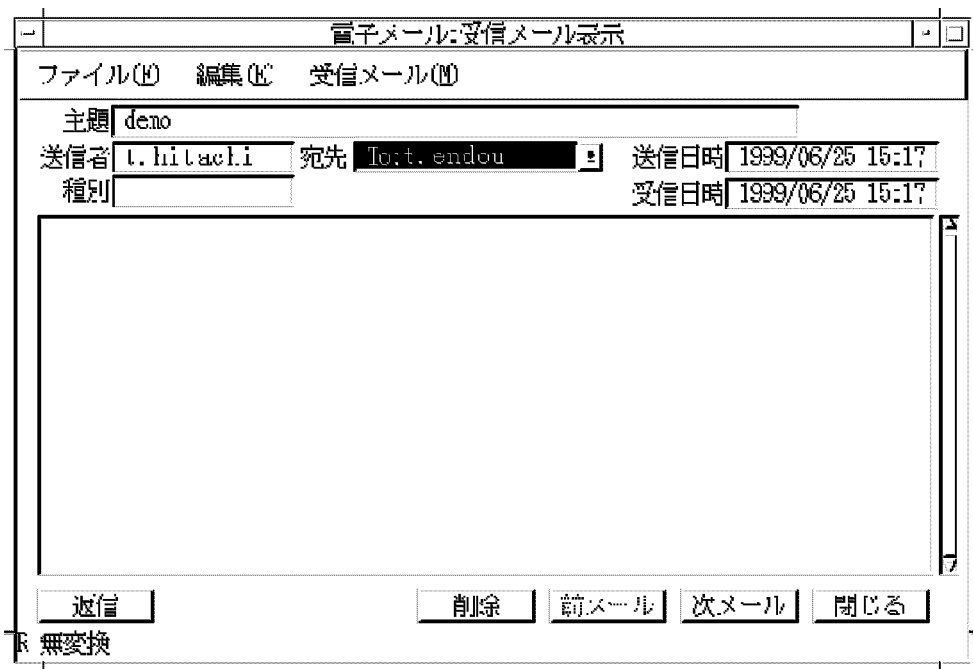 電子メール:受信メール表示
ファイル(F) 編集(E) 受信メール(M)
主題 demo
送信者 t.hitachi 宛先 To:t.endou 送信日時 1999/06/25 15:17
種別 受信日時 1999/06/25 15:17
返信 削除 前メール 次メール 閉じる
R 無変換